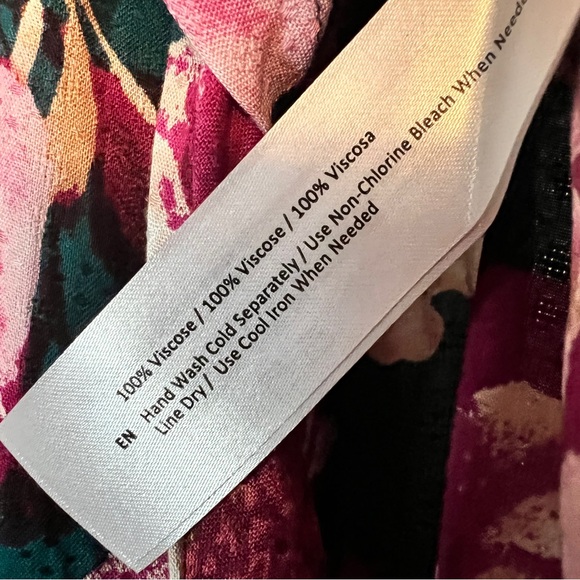 100% Viscose / 100% Viscose / 100% Viscosa
EN Hand Wash Cold Separately / Use Non-Chlorine Bleach When Needed
Line Dry / Use Cool Iron When Needed